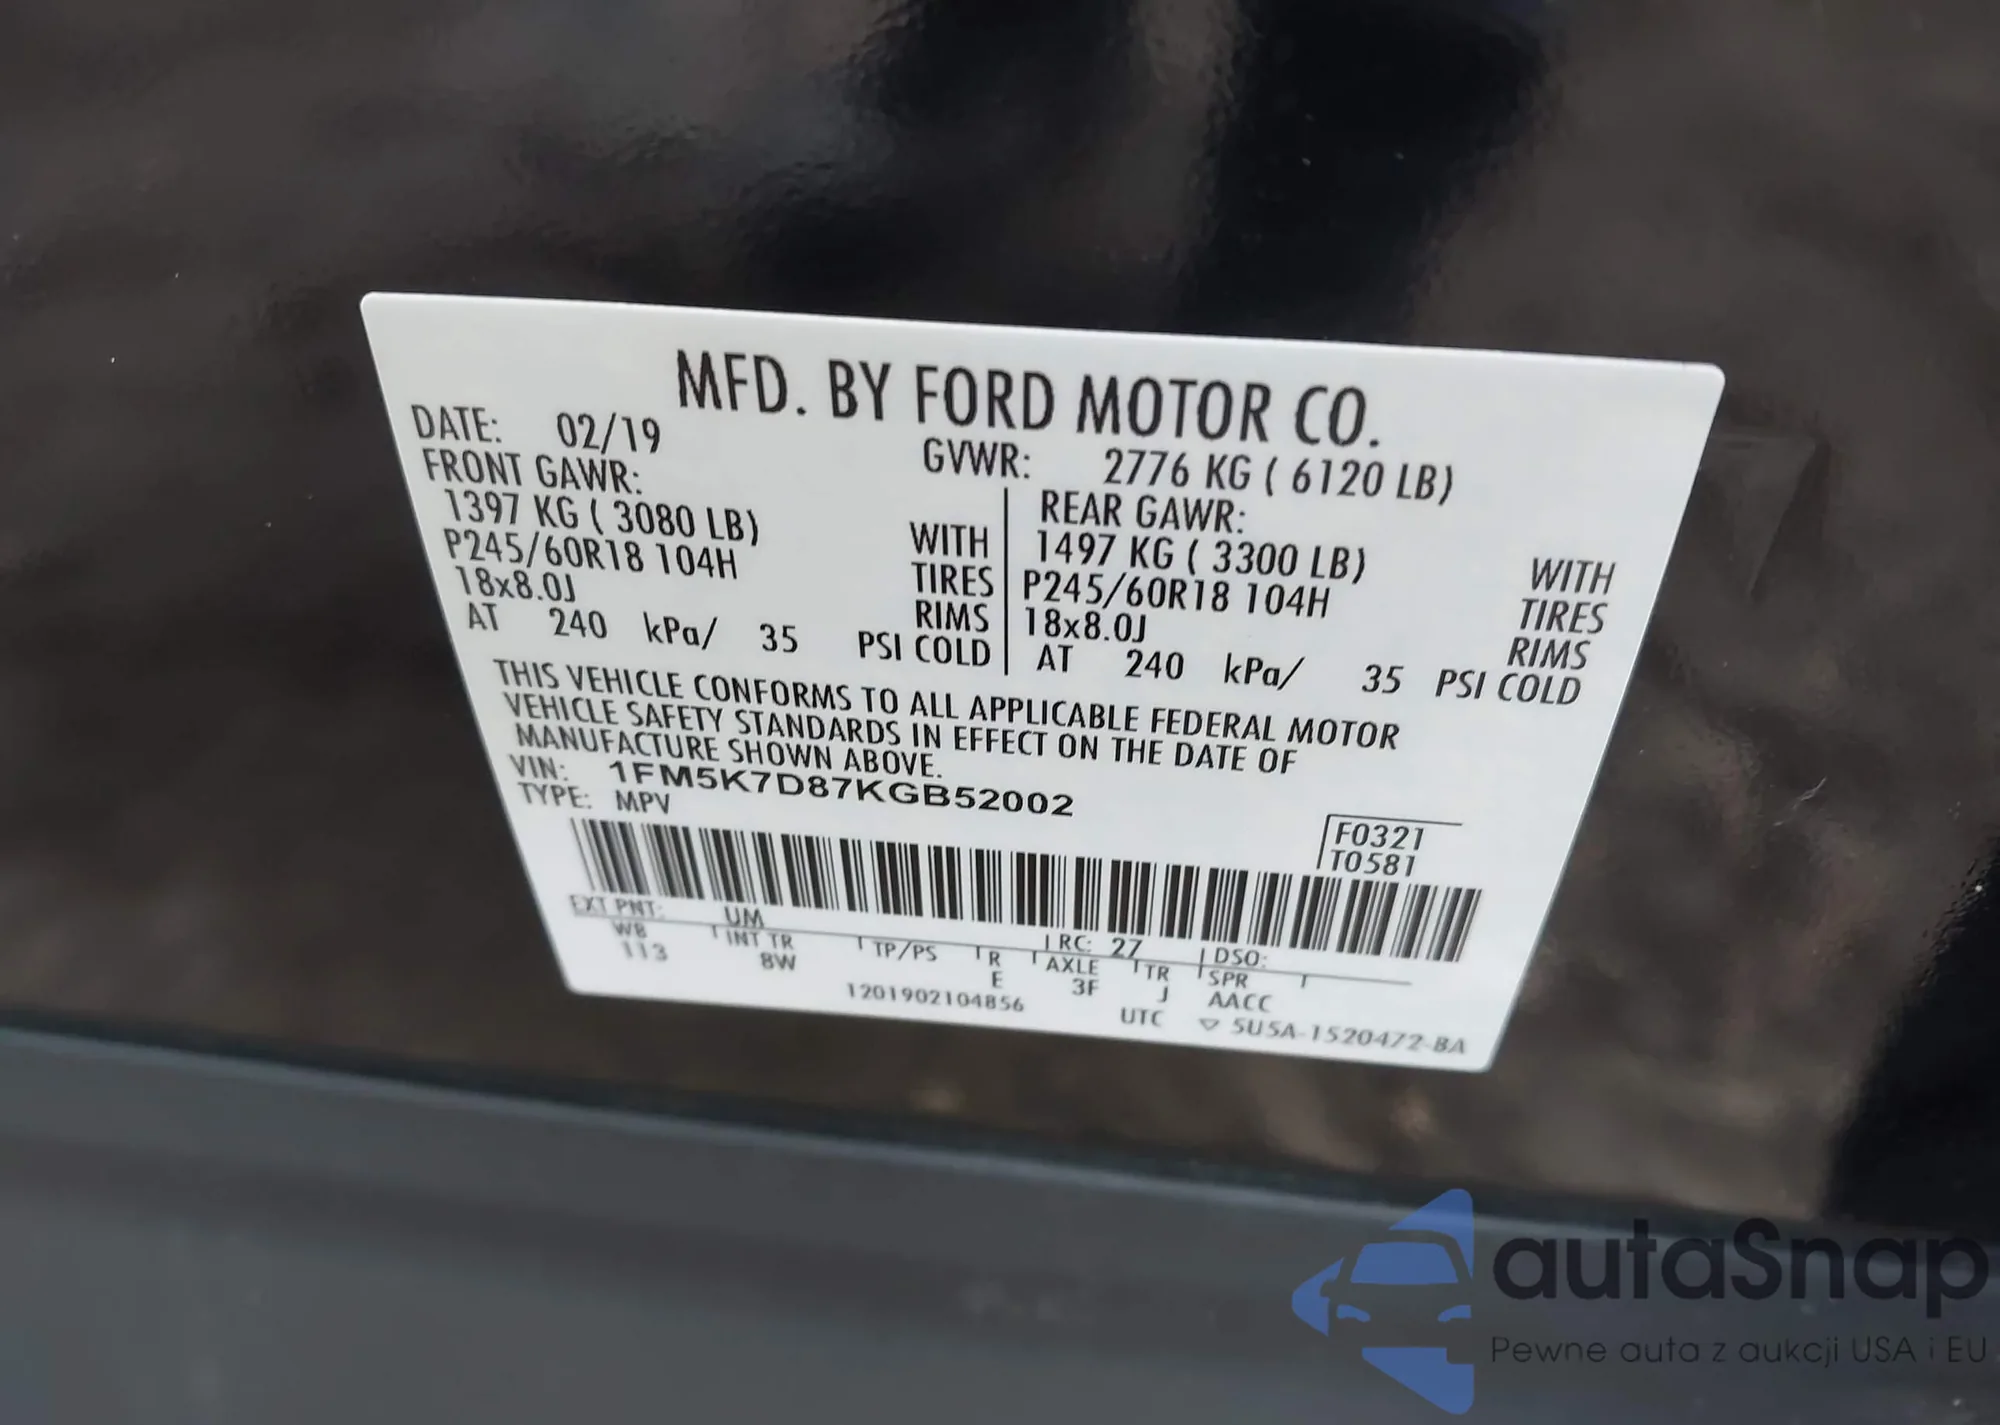 MFD. BY FORD MOTOR CO.
DATE: 02/19
GVWR: 2776 KG ( 6120 LB)
FRONT GAWR:
1397 KG ( 3080 LB) WITH
P245/60R18 104H TIRES
18x8.0J RIMS
AT 240 kPa/ 35 PSI COLD
REAR GAWR:
1497 KG ( 3300 LB) WITH
P245/60R18 104H TIRES
18x8.0J RIMS
AT 240 kPa/ 35 PSI COLD
THIS VEHICLE CONFORMS TO ALL APPLICABLE FEDERAL MOTOR
VEHICLE SAFETY STANDARDS IN EFFECT ON THE DATE OF
MANUFACTURE SHOWN ABOVE.
VIN: 1FM5K7D87KGB52002
TYPE: MPV
F0321
T0581
EXT PNT: UM RC: 27 DSO:
WB INT TR TP/PS R AXLE TR SPR
113 8W E 3F J AACC
1201902104856 UTC ▽ 5U5A-1520472-BA
autaSnap
Pewne auta z aukcji USA i EU